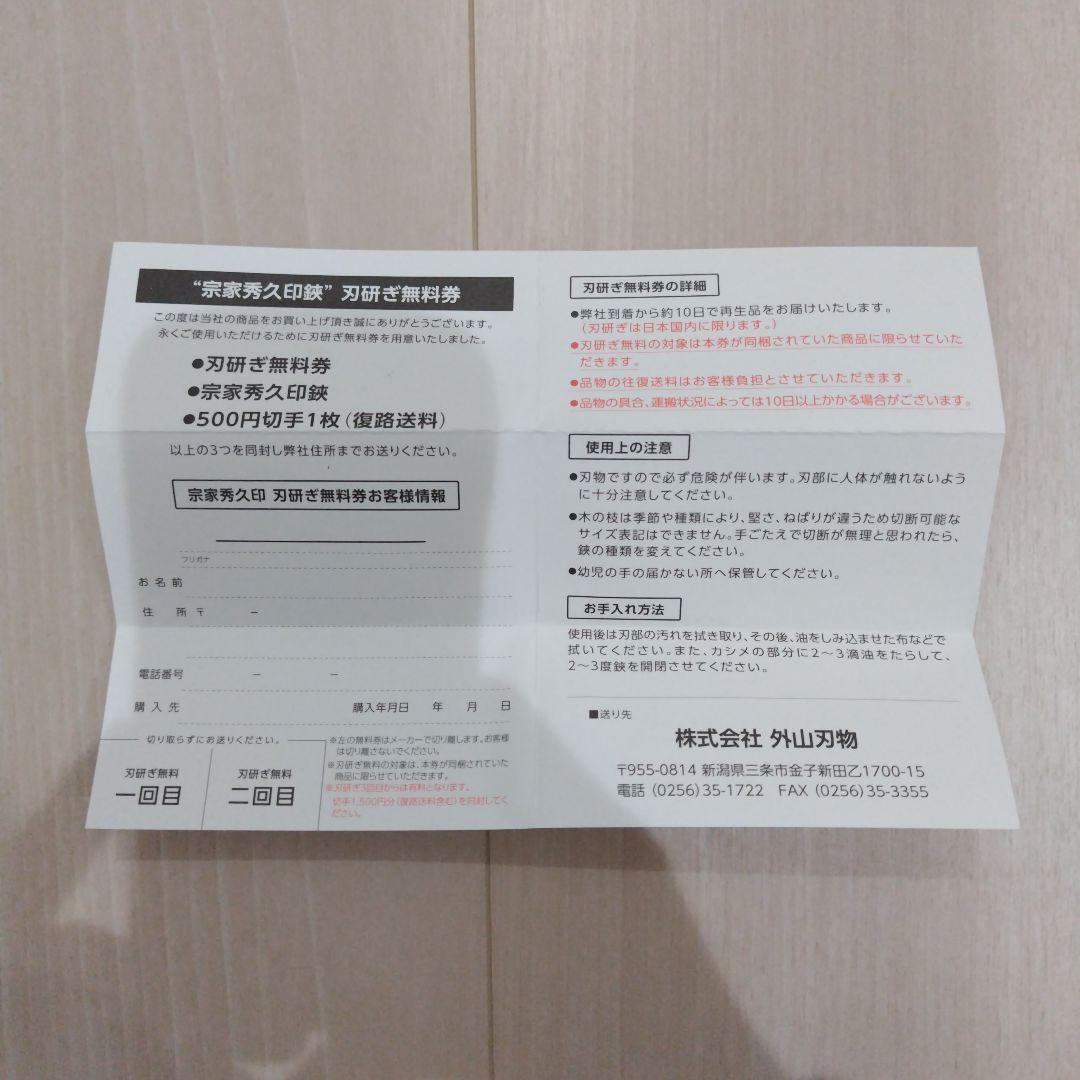 “宗家秀久印鋏”刃研ぎ無料券
この度は当社の商品をお買い上げ頂き誠にありがとうございます。
永くご使用いただけるために刃研ぎ無料券を用意いたしました。
●刃研ぎ無料券
●宗家秀久印鋏
●500円切手1枚(復路送料)
以上の3つを同封し弊社住所までお送りください。
宗家秀久印 刃研ぎ無料券お客様情報
フリガナ
お名前
住 所 〒 －
電話番号 － －
購入先 購入年月日 年 月 日
切り取らずにお送りください。
刃研ぎ無料
一回目
刃研ぎ無料
二回目
※左の無料券はメーカーで切り離します。お客様
は切り離さないでください。
※刃研ぎ無料の対象は、本券が同梱されていた
商品に限らせていただきます。
※刃研ぎ3回目からは有料となります。
切手1,500円分(復路送料含む)を同封してく
ださい。
刃研ぎ無料券の詳細
●弊社到着から約10日で再生品をお届けいたします。
(刃研ぎは日本国内に限ります。)
●刃研ぎ無料の対象は本券が同梱されていた商品に限らせていた
だきます。
●品物の往復送料はお客様負担とさせていただきます。
●品物の具合、運搬状況によっては10日以上かかる場合がございます。
使用上の注意
●刃物ですので必ず危険が伴います。刃部に人体が触れないよう
に十分注意してください。
●木の枝は季節や種類により、堅さ、ねばりが違うため切断可能な
サイズ表記はできません。手ごたえで切断が無理と思われたら、
鋏の種類を変えてください。
●幼児の手の届かない所へ保管してください。
お手入れ方法
使用後は刃部の汚れを拭き取り、その後、油をしみ込ませた布などで
拭いてください。また、カシメの部分に2～3滴油をたらして、
2～3度鋏を開閉させてください。
■送り先
株式会社 外山刃物
〒955-0814 新潟県三条市金子新田乙1700-15
電話 (0256)35-1722 FAX (0256)35-3355